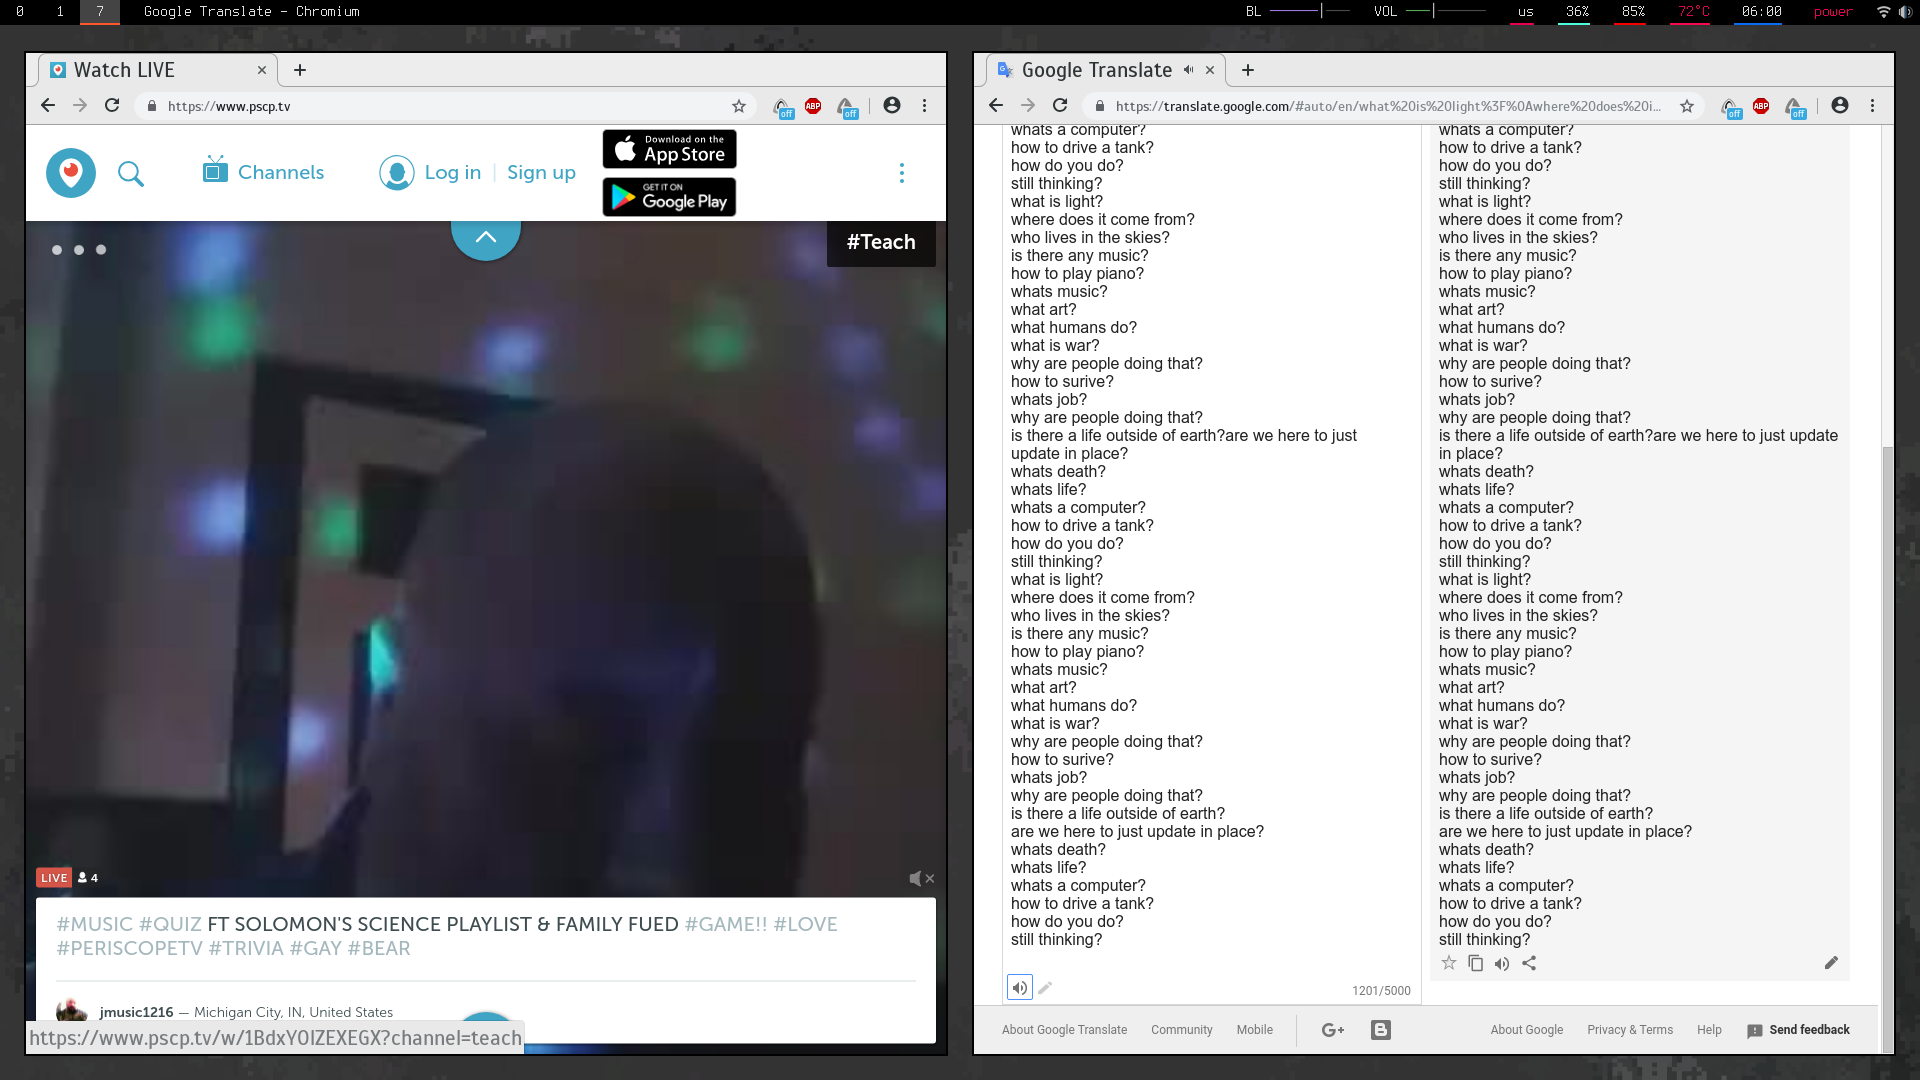 0 1 7 Google Translate - Chromium BL VOL us 36% 85% 72°C 06:00 power
Watch LIVE
https://www.pscp.tv
ABP
off
off
Channels
Log in
Sign up
Download on the
App Store
GET IT ON
Google Play
#Teach
LIVE 4
#MUSIC #QUIZ FT SOLOMON'S SCIENCE PLAYLIST & FAMILY FUED #GAME!! #LOVE
#PERISCOPETV #TRIVIA #GAY #BEAR
jmusic1216 — Michigan City, IN, United States
https://www.pscp.tv/w/1BdxYOlZEXEGX?channel=teach
Google Translate
https://translate.google.com/#auto/en/what%20is%20light%3F%0Awhere%20does%20i...
ABP
off
off
whats a computer?
how to drive a tank?
how do you do?
still thinking?
what is light?
where does it come from?
who lives in the skies?
is there any music?
how to play piano?
whats music?
what art?
what humans do?
what is war?
why are people doing that?
how to surive?
whats job?
why are people doing that?
is there a life outside of earth?are we here to just
update in place?
whats death?
whats life?
whats a computer?
how to drive a tank?
how do you do?
still thinking?
what is light?
where does it come from?
who lives in the skies?
is there any music?
how to play piano?
whats music?
what art?
what humans do?
what is war?
why are people doing that?
how to surive?
whats job?
why are people doing that?
is there a life outside of earth?
are we here to just update in place?
whats death?
whats life?
whats a computer?
how to drive a tank?
how do you do?
still thinking?
1201/5000
whats a computer?
how to drive a tank?
how do you do?
still thinking?
what is light?
where does it come from?
who lives in the skies?
is there any music?
how to play piano?
whats music?
what art?
what humans do?
what is war?
why are people doing that?
how to surive?
whats job?
why are people doing that?
is there a life outside of earth?are we here to just update
in place?
whats death?
whats life?
whats a computer?
how to drive a tank?
how do you do?
still thinking?
what is light?
where does it come from?
who lives in the skies?
is there any music?
how to play piano?
whats music?
what art?
what humans do?
what is war?
why are people doing that?
how to surive?
whats job?
why are people doing that?
is there a life outside of earth?
are we here to just update in place?
whats death?
whats life?
whats a computer?
how to drive a tank?
how do you do?
still thinking?
About Google Translate Community Mobile G+ About Google Privacy & Terms Help Send feedback